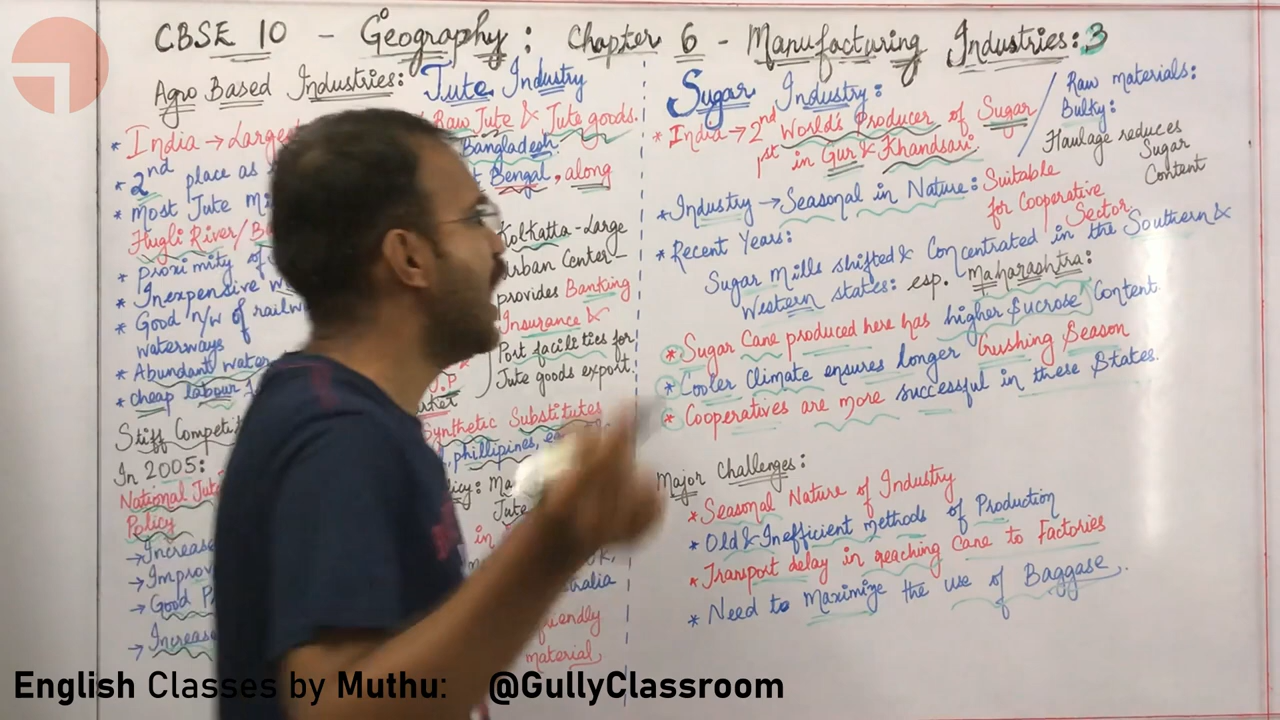 CBSE 10 - Geography: Chapter 6 - Manufacturing Industries: 3
Agro Based Industries: Jute Industry
* India → Raw Jute & Jute goods.
* 2nd place as Bangladesh.
* Most Jute Bengal, along
Hugli River/
* proximity of
* Inexpensive
* Good n/w of railw
waterways
* Abundant water
* cheap labour
Kolkatta - Large
Urban Center -
provides Banking
Insurance &
Port facilities for
Jute goods export.
Stiff Synthetic Substitutes
phillipines,
In 2005:
National
Policy
→ Increase
→ Improv
→ Good
→ Increase
material
Sugar Industry:
* India → 2nd World's Producer of Sugar
1st in Gur & Khandsari.
Raw materials:
Bulky:
Haulage reduces
Sugar
Content
* Industry → Seasonal in Nature: Suitable
for Cooperative
Sector.
* Recent Years:
Sugar Mills shifted & Concentrated in the Southern &
Western states: esp. Maharashtra:
* Sugar Cane produced here has higher Sucrose Content.
* Cooler Climate ensures longer Crushing Season
* Cooperatives are more successful in these States.
Major Challenges:
* Seasonal Nature of Industry
* Old & Inefficient methods of Production
* Transport delay in reaching Cane to Factories
* Need to Maximize the use of Baggase.
English Classes by Muthu: @GullyClassroom